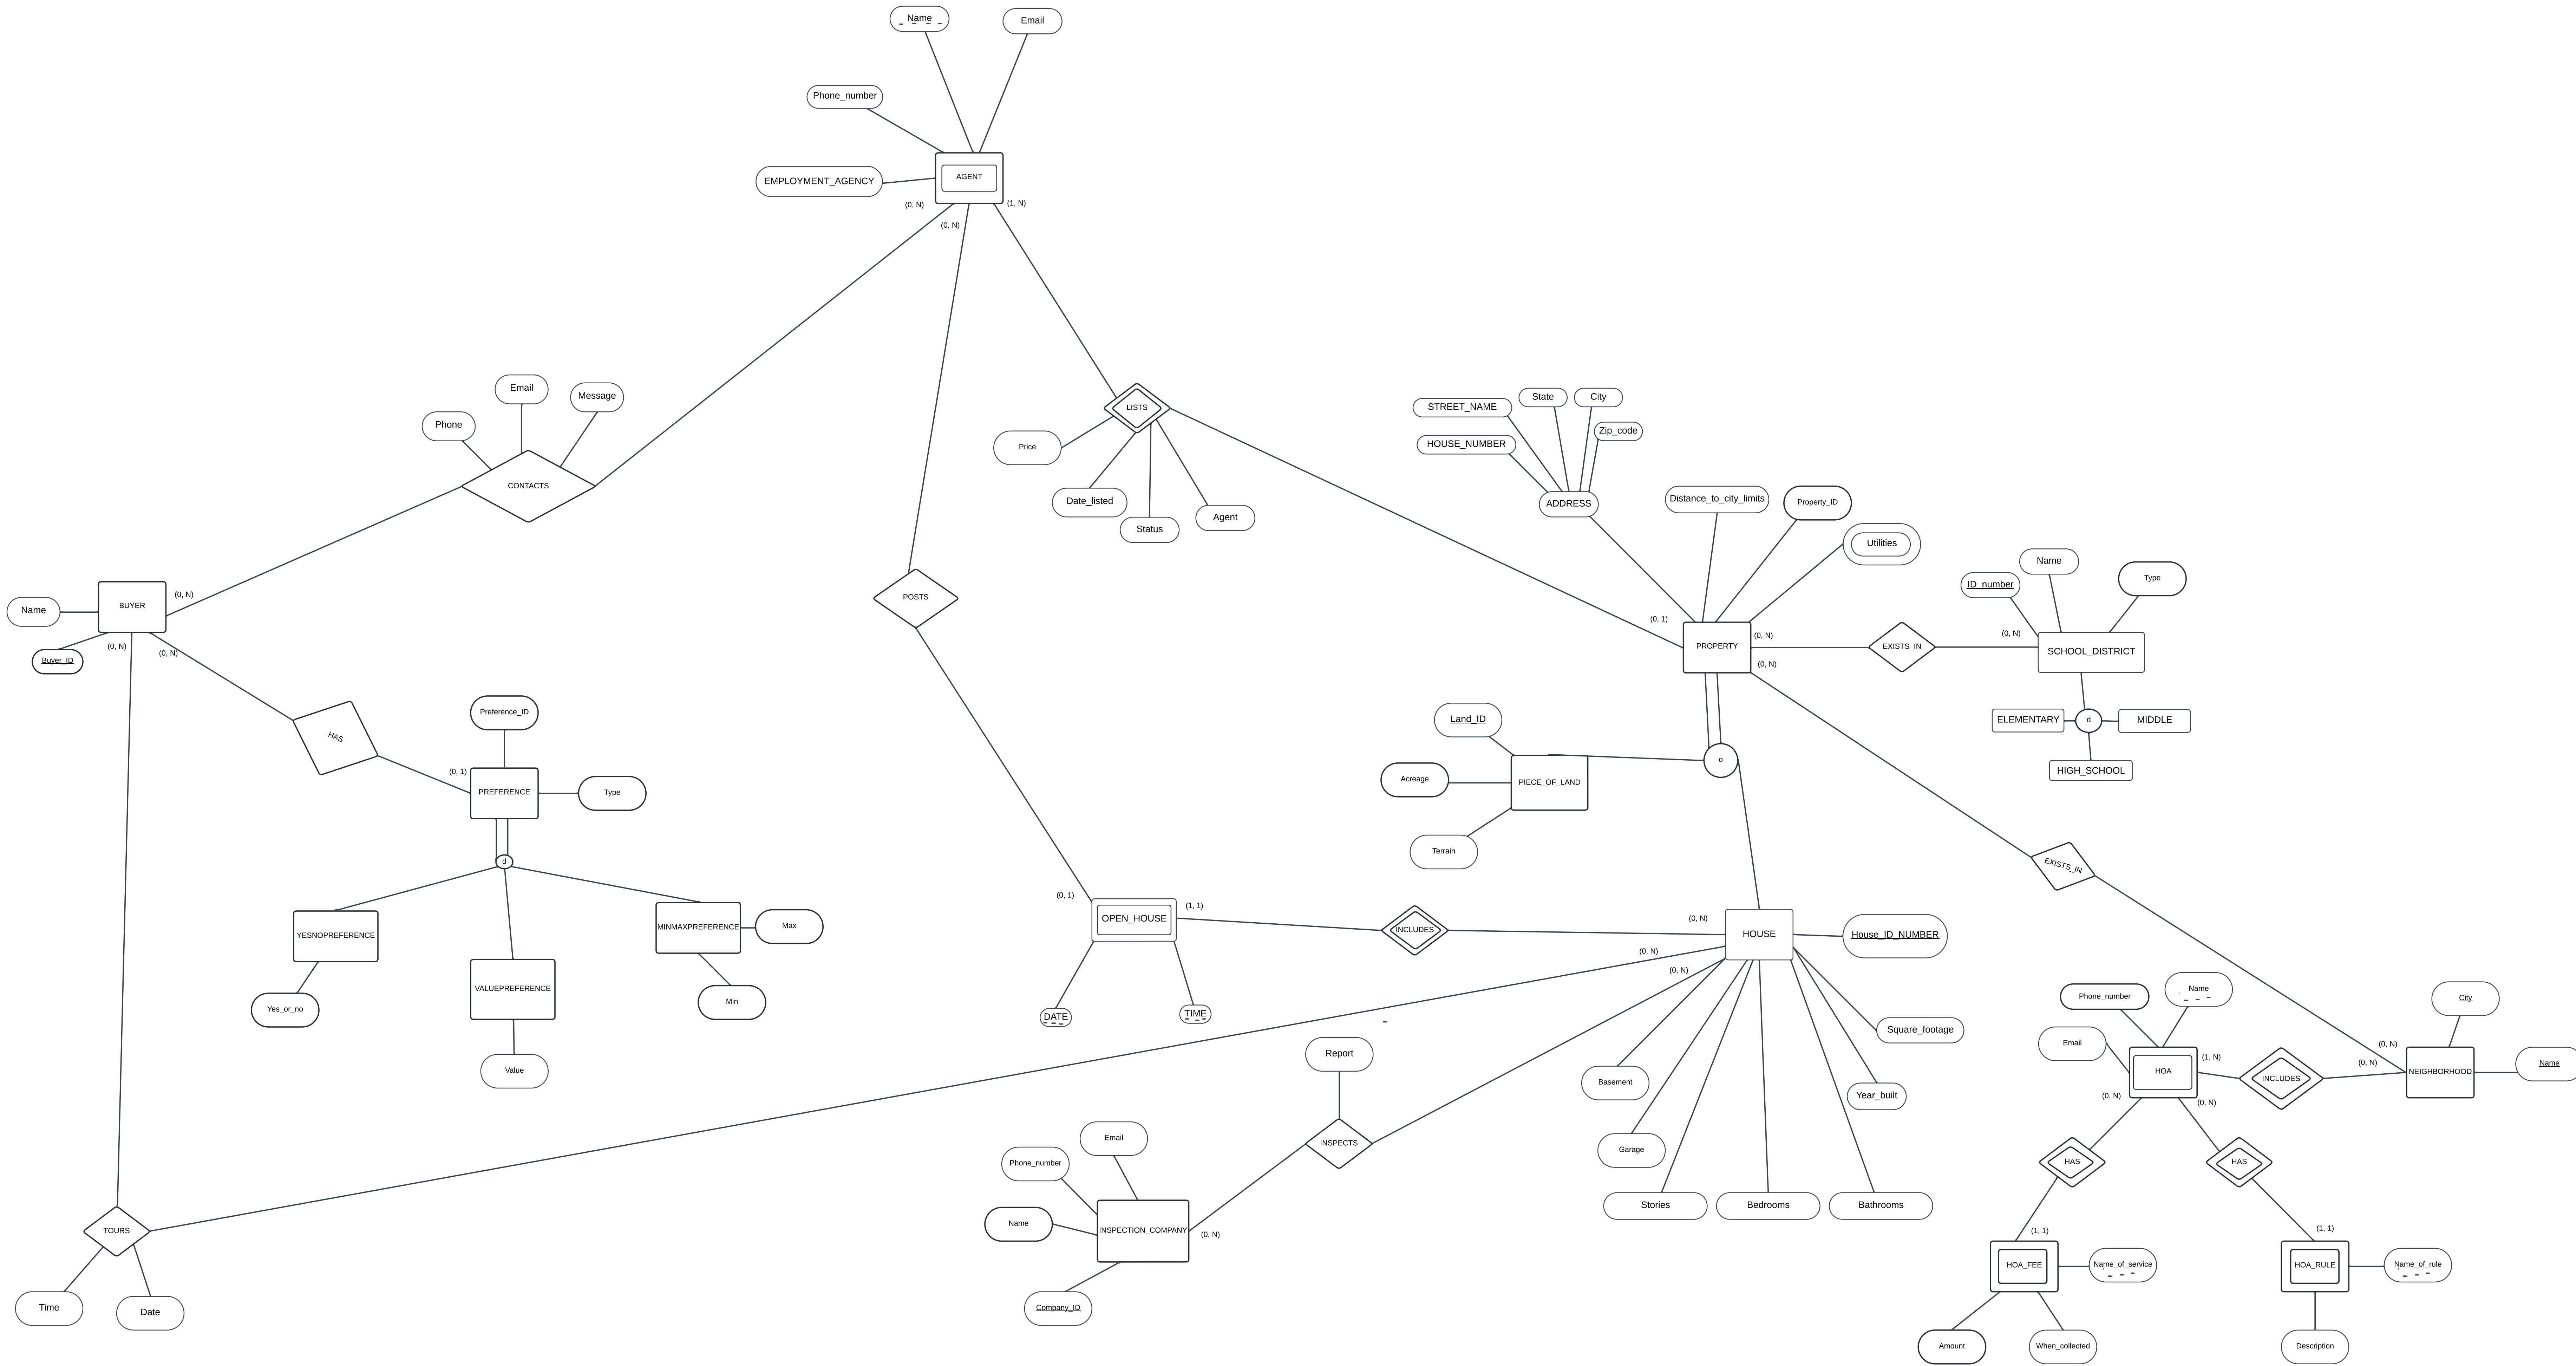 Name
Email
Phone_number
EMPLOYMENT_AGENCY
AGENT
(0, N)
(1, N)
(0, N)
Phone
Email
Message
CONTACTS
LISTS
Price
Date_listed
Status
Agent
STREET_NAME
State
City
Zip_code
HOUSE_NUMBER
ADDRESS
Distance_to_city_limits
Property_ID
Utilities
ID_number
Name
Type
Name
BUYER
(0, N)
Buyer_ID
(0, N)
(0, N)
POSTS
(0, 1)
PROPERTY
(0, N)
(0, N)
EXISTS_IN
(0, N)
SCHOOL_DISTRICT
ELEMENTARY
d
MIDDLE
HIGH_SCHOOL
HAS
Preference_ID
(0, 1)
PREFERENCE
Type
d
Land_ID
Acreage
PIECE_OF_LAND
Terrain
o
EXISTS_IN
YESNOPREFERENCE
VALUEPREFERENCE
MINMAXPREFERENCE
Max
Min
Yes_or_no
Value
(0, 1)
OPEN_HOUSE
(1, 1)
INCLUDES
(0, N)
HOUSE
House_ID_NUMBER
(0, N)
(0, N)
DATE
TIME
Square_footage
Year_built
Basement
Garage
Stories
Bedrooms
Bathrooms
Report
INSPECTS
Email
Phone_number
Name
INSPECTION_COMPANY
(0, N)
Company_ID
TOURS
Time
Date
Phone_number
Name
Email
HOA
(1, N)
INCLUDES
(0, N)
(0, N)
NEIGHBORHOOD
City
Name
(0, N)
(0, N)
HAS
HAS
(1, 1)
(1, 1)
HOA_FEE
Name_of_service
HOA_RULE
Name_of_rule
Amount
When_collected
Description